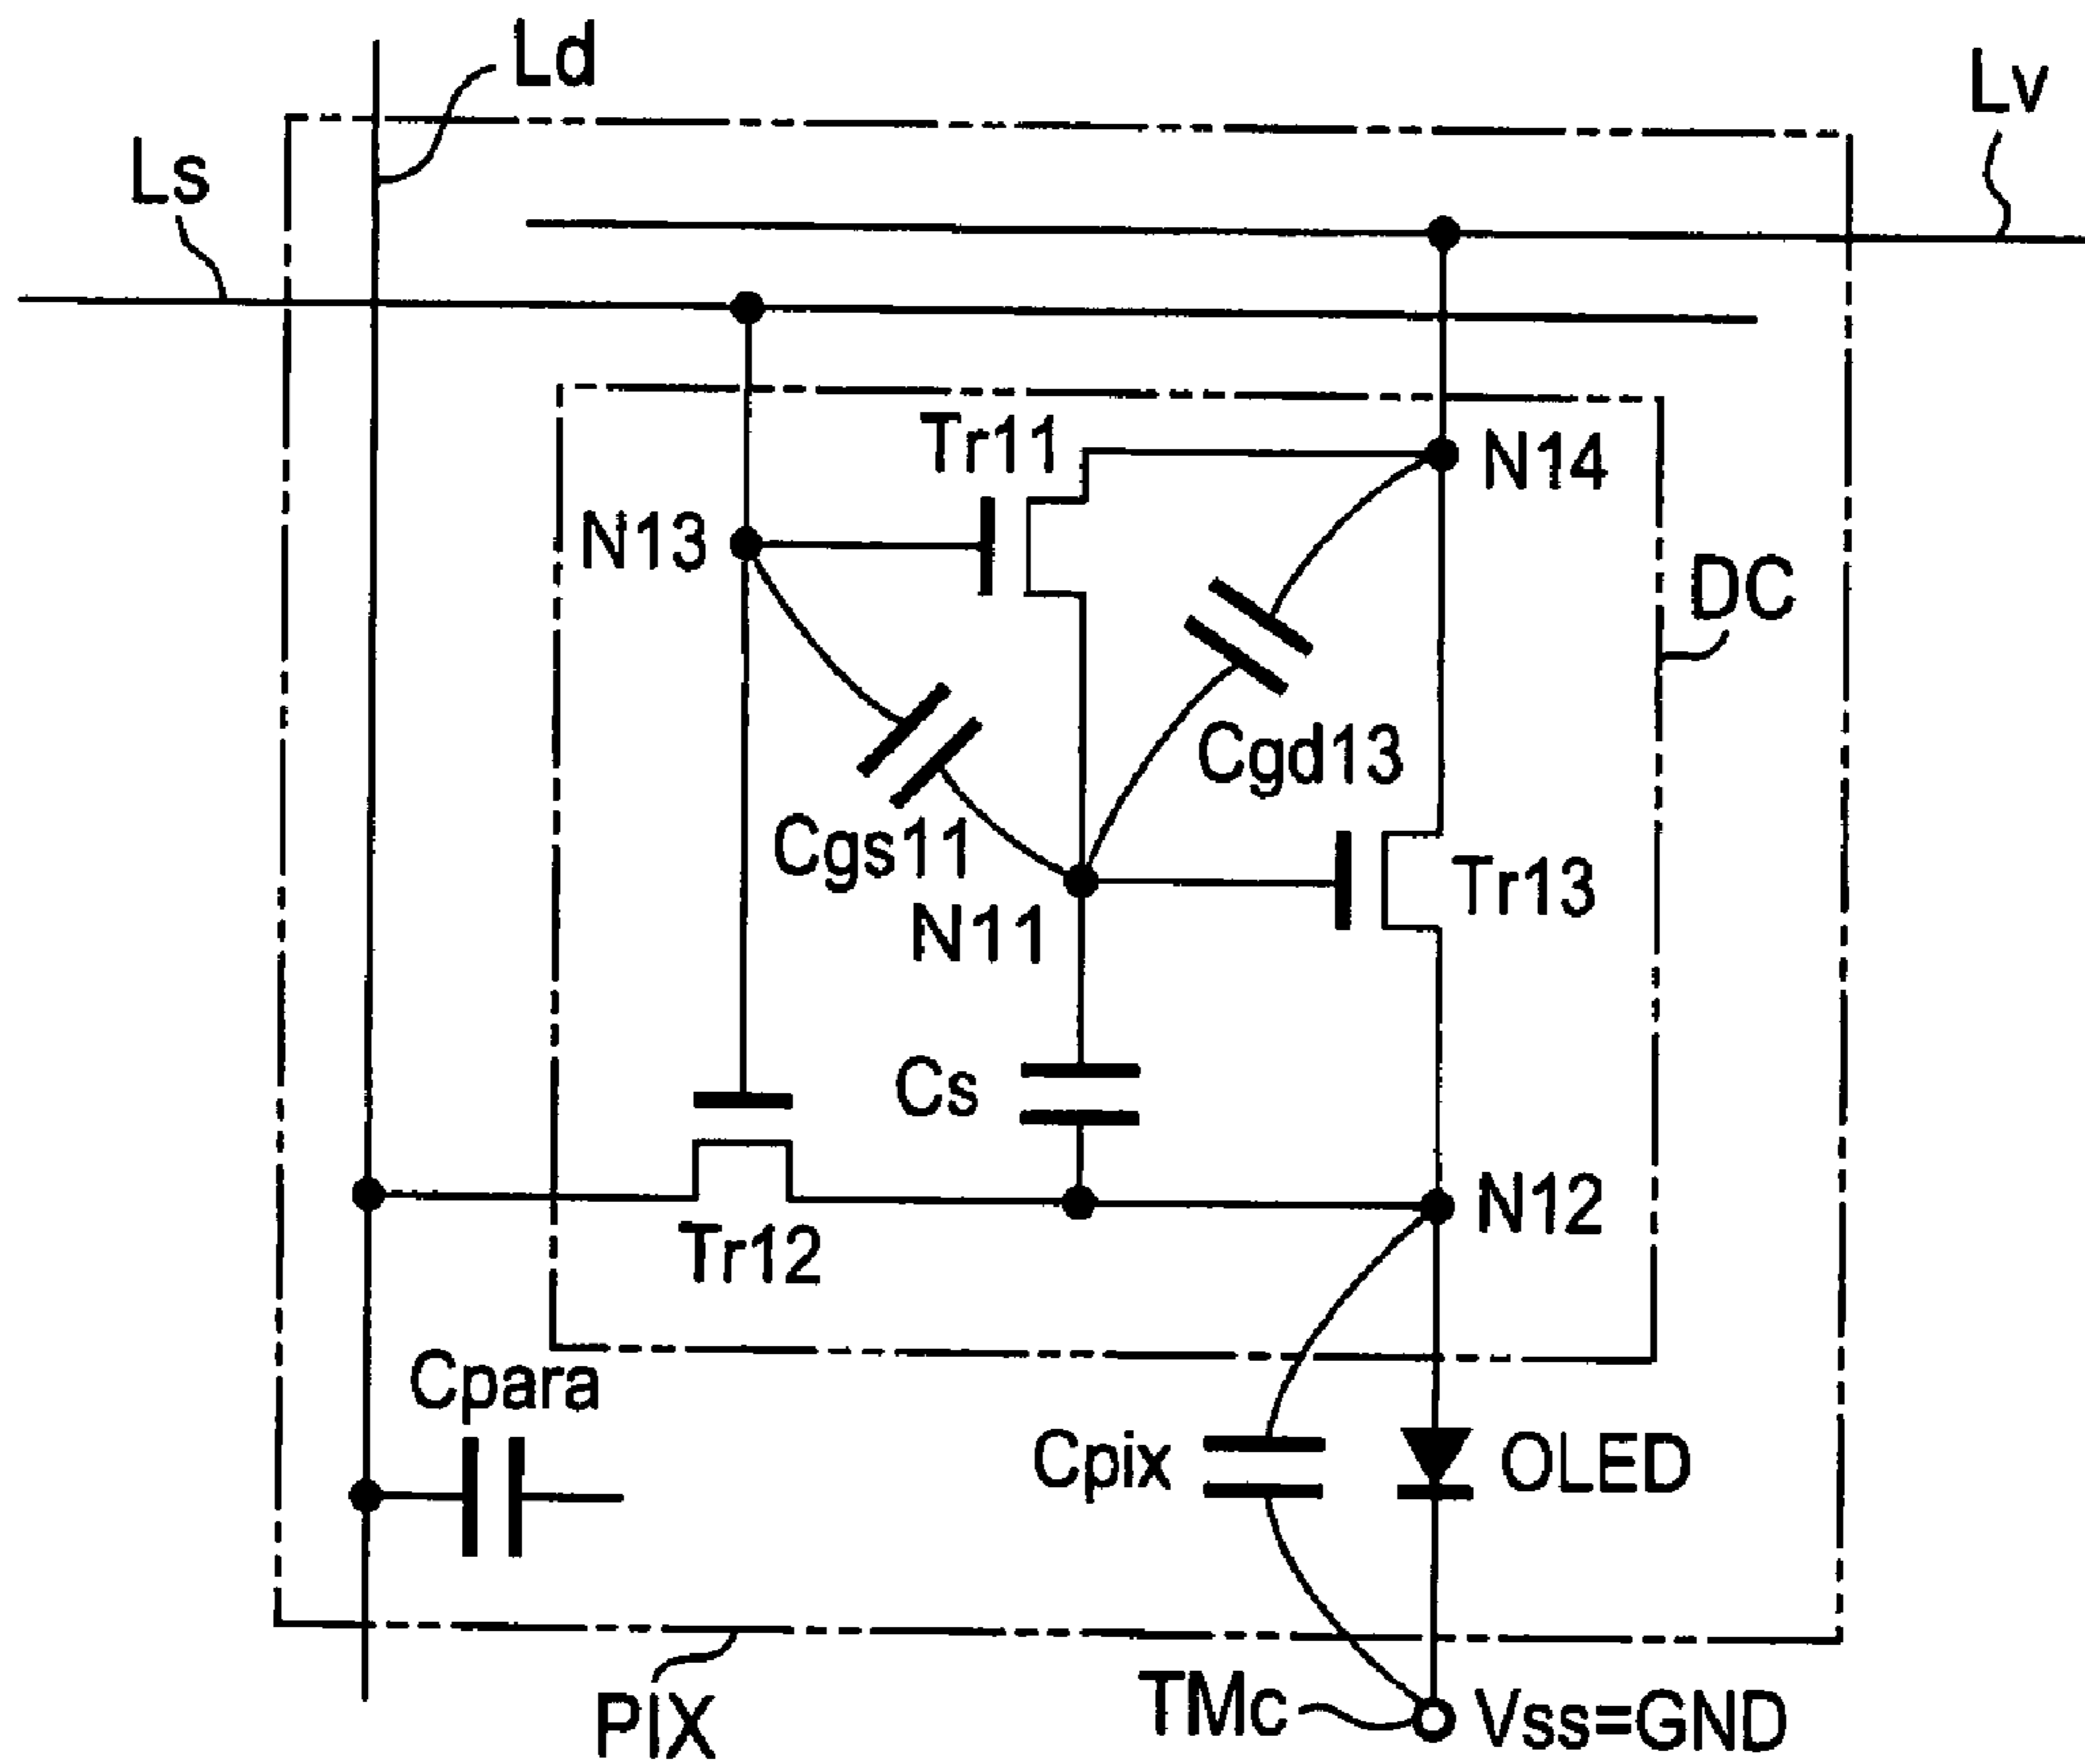 Ld
Lv
Ls
Tr11
N14
N13
DC
Cgd13
Cgs11
Tr13
N11
Cs
N12
Tr12
Cpara
Cpix
OLED
TMc
Vss=GND
PIX